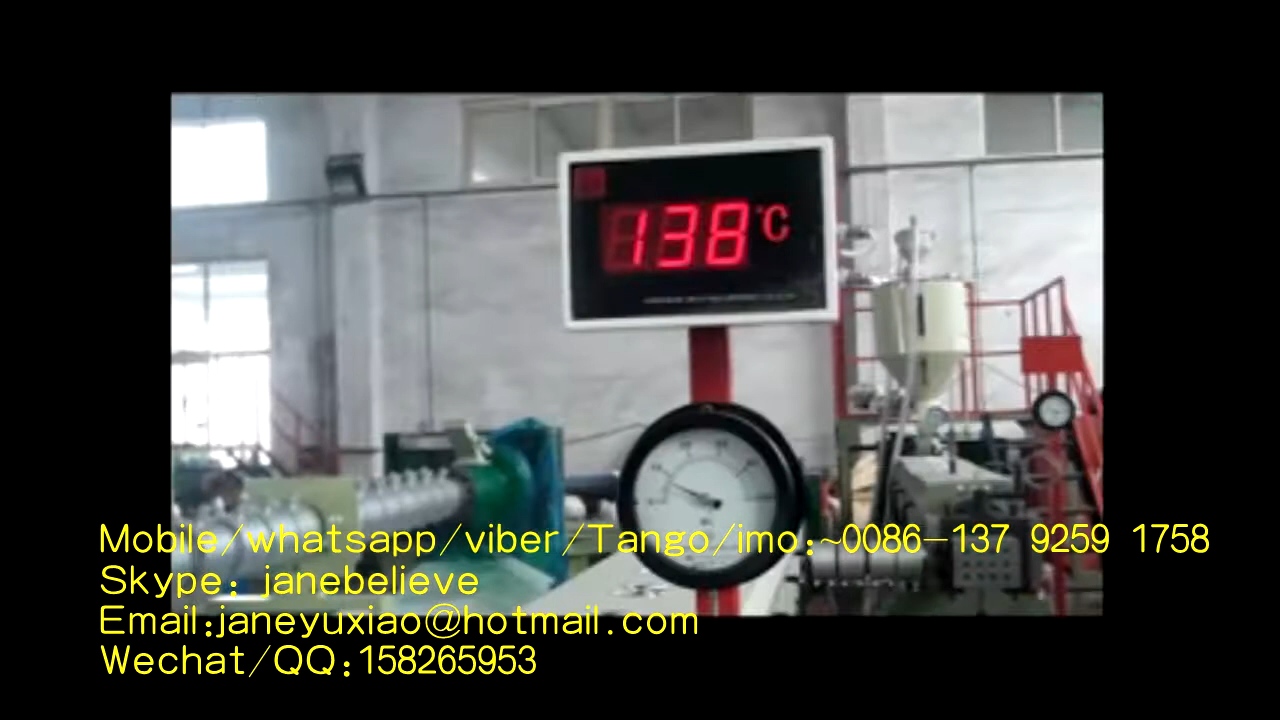 138 °C
Mobile/whatsapp/viber/Tango/imo:~0086-137 9259 1758
Skype: janebelieve
Email:janeyuxiao@hotmail.com
Wechat/QQ:158265953